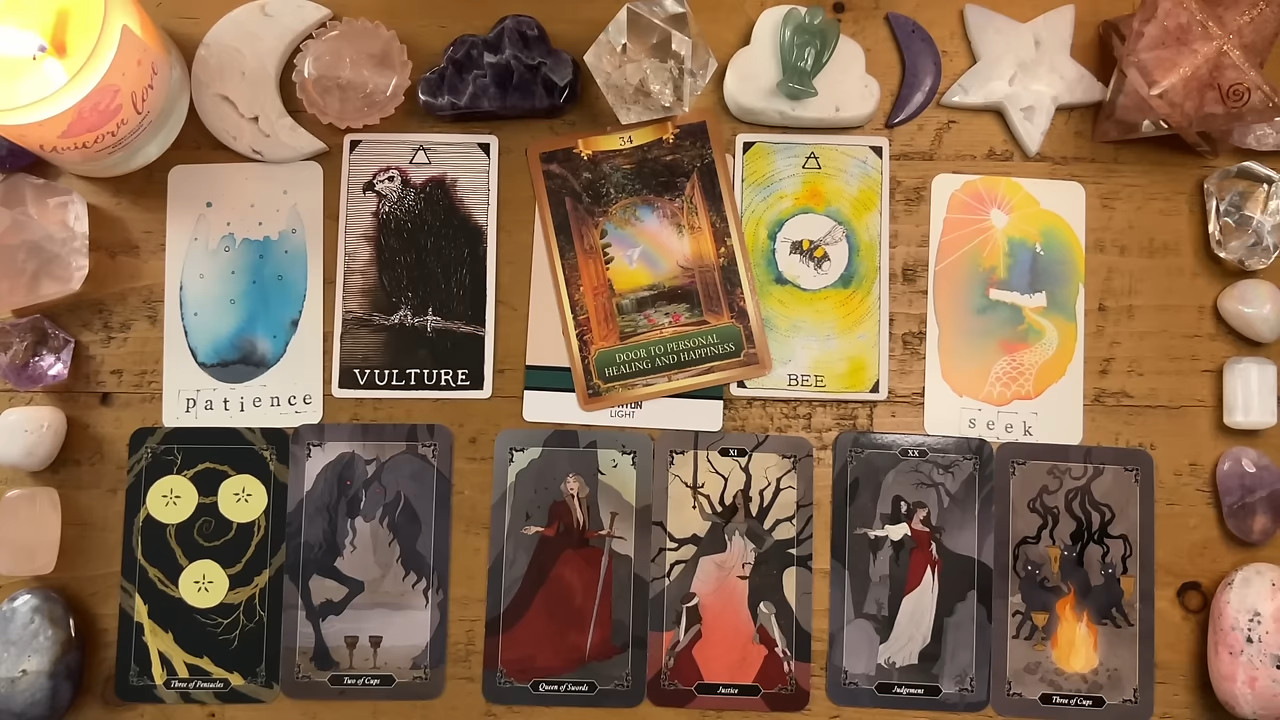 Unicorn love
34
DOOR TO PERSONAL
HEALING AND HAPPINESS
patience
VULTURE
LIGHT
BEE
seek
XI
XX
Three of Pentacles
Two of Cups
Queen of Swords
Justice
Judgement
Three of Cups